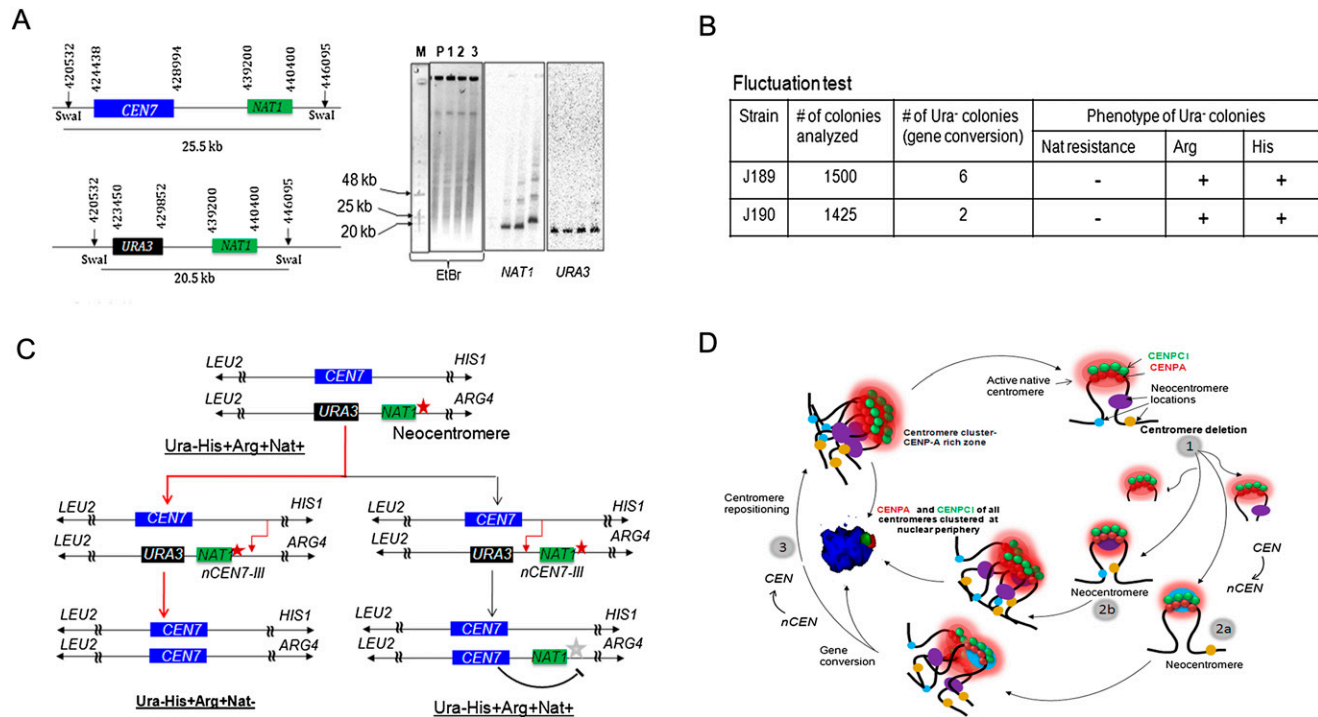 A
420532
424438
428994
439200
440400
446095
CEN7
NAT1
SwaI
SwaI
25.5 kb
420532
423450
429852
439200
440400
446095
URA3
NAT1
SwaI
SwaI
20.5 kb
M P 1 2 3
48 kb
25 kb
20 kb
EtBr
NAT1
URA3
B
Fluctuation test
Strain
# of colonies analyzed
# of Ura- colonies (gene conversion)
Phenotype of Ura- colonies
Nat resistance
Arg
His
J189 1500 6 - + +
J190 1425 2 - + +
C
LEU2 CEN7 HIS1
LEU2 URA3 NAT1 ARG4
Neocentromere
Ura-His+Arg+Nat+
LEU2 CEN7 HIS1
LEU2 URA3 NAT1 ARG4
nCEN7-III
LEU2 CEN7 HIS1
LEU2 URA3 NAT1 ARG4
nCEN7-III
LEU2 CEN7 HIS1
LEU2 CEN7 ARG4
Ura-His+Arg+Nat-
LEU2 CEN7 HIS1
LEU2 CEN7 NAT1 ARG4
Ura-His+Arg+Nat+
D
CENPCI
CENPA
Active native
centromere
Neocentromere
locations
Centromere cluster-
CENP-A rich zone
Centromere deletion
1
Centromere
repositioning
CENPA and CENPCI of all
centromeres clustered at
nuclear periphery
3
CEN
nCEN
CEN
nCEN
Neocentromere
2b
2a
Neocentromere
Gene
conversion